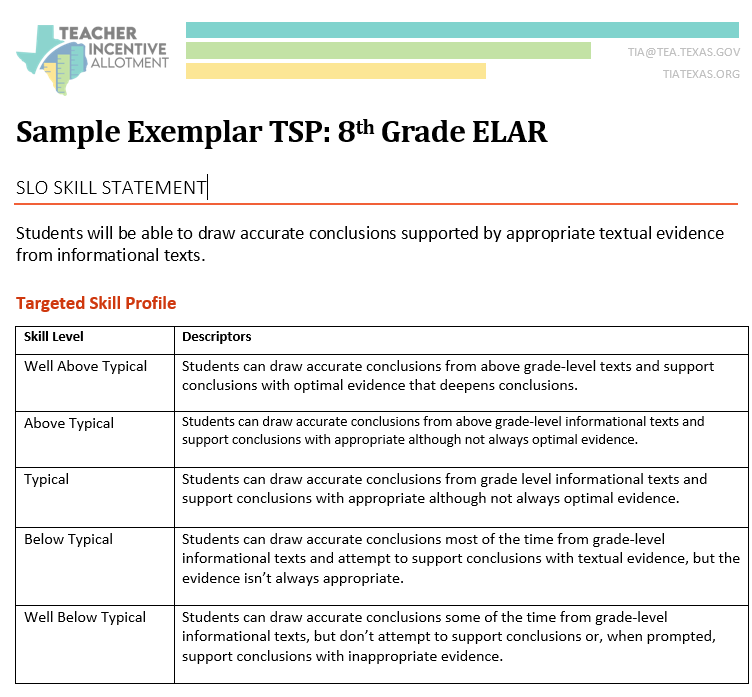 TEACHER
INCENTIVE
ALLOTMENT
TIA@TEA.TEXAS.GOV
TIATEXAS.ORG
Sample Exemplar TSP: 8th Grade ELAR
SLO SKILL STATEMENT
Students will be able to draw accurate conclusions supported by appropriate textual evidence
from informational texts.
Targeted Skill Profile
Skill Level
Descriptors
Well Above Typical
Students can draw accurate conclusions from above grade-level texts and support
conclusions with optimal evidence that deepens conclusions.
Above Typical
Students can draw accurate conclusions from above grade-level informational texts and
support conclusions with appropriate although not always optimal evidence.
Typical
Students can draw accurate conclusions from grade level informational texts and
support conclusions with appropriate although not always optimal evidence.
Below Typical
Students can draw accurate conclusions most of the time from grade-level
informational texts and attempt to support conclusions with textual evidence, but the
evidence isn’t always appropriate.
Well Below Typical
Students can draw accurate conclusions some of the time from grade-level
informational texts, but don’t attempt to support conclusions or, when prompted,
support conclusions with inappropriate evidence.